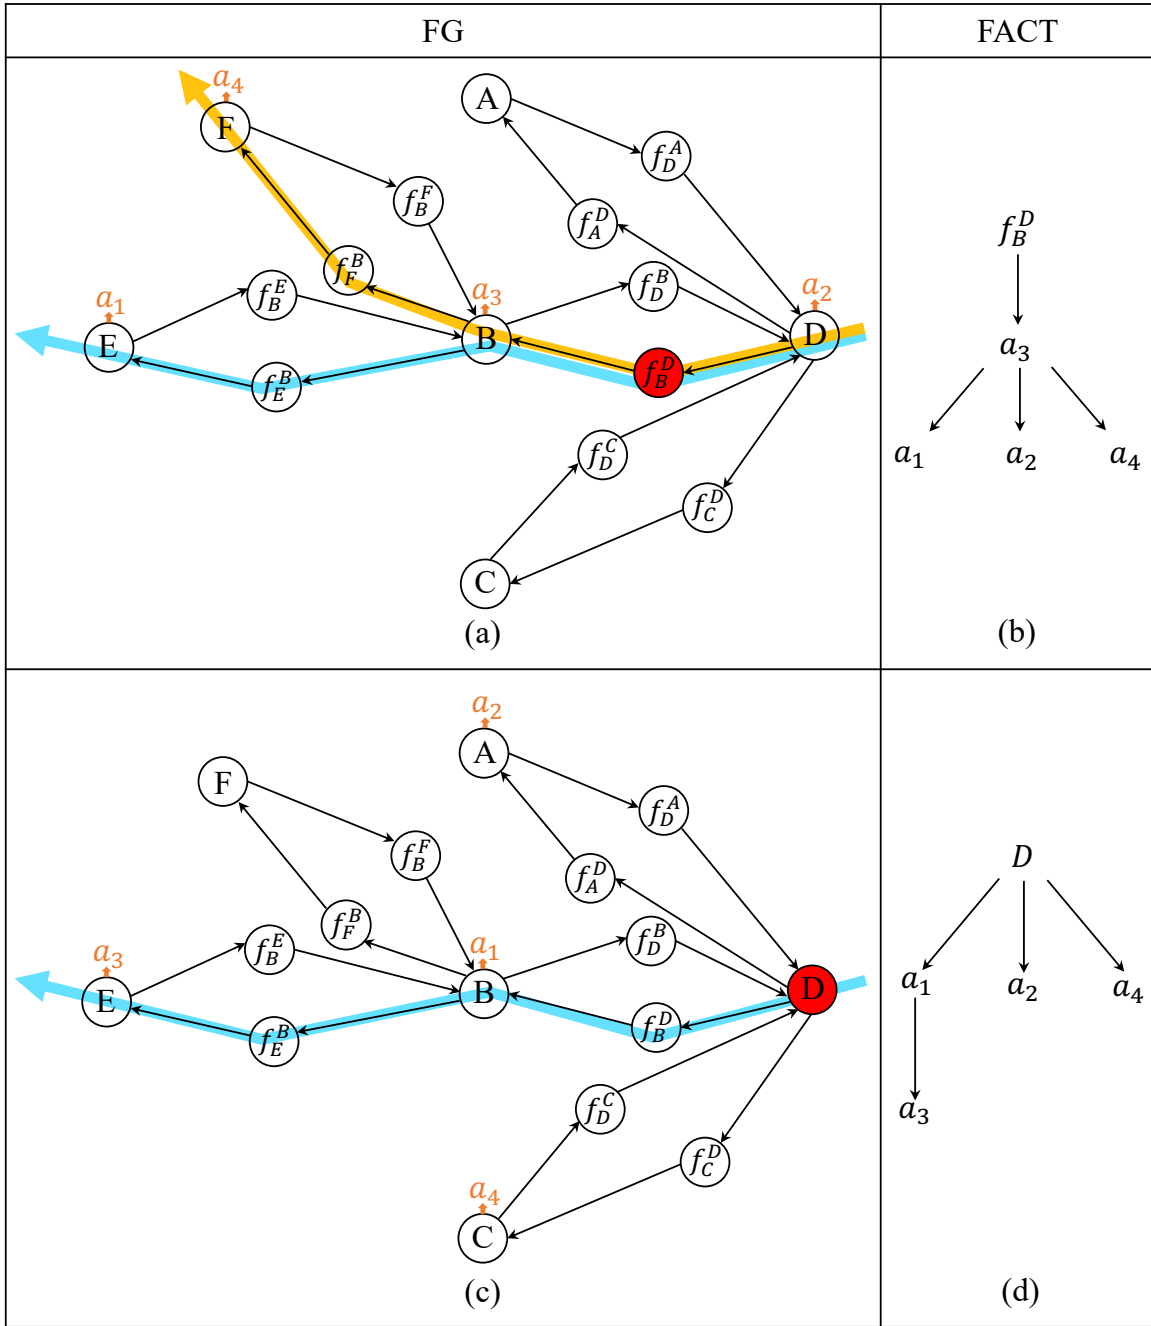 FG FACT
a₄
F
A
f_D^A
f_B^F
f_A^D
f_B^D
f_F^B
f_D^B
a₁ a₃ a₂
f_B^E
E B D
a₃
f_E^B f_B^D
a₁ a₂ a₄
f_D^C
f_C^D
C
(a) (b)
a₂
A
F
f_D^A
f_B^F
D
f_A^D
f_F^B
f_D^B
a₃ a₁
f_B^E
E B D
a₁ a₂ a₄
f_E^B f_B^D
f_D^C
a₃
f_C^D
a₄
C
(c) (d)